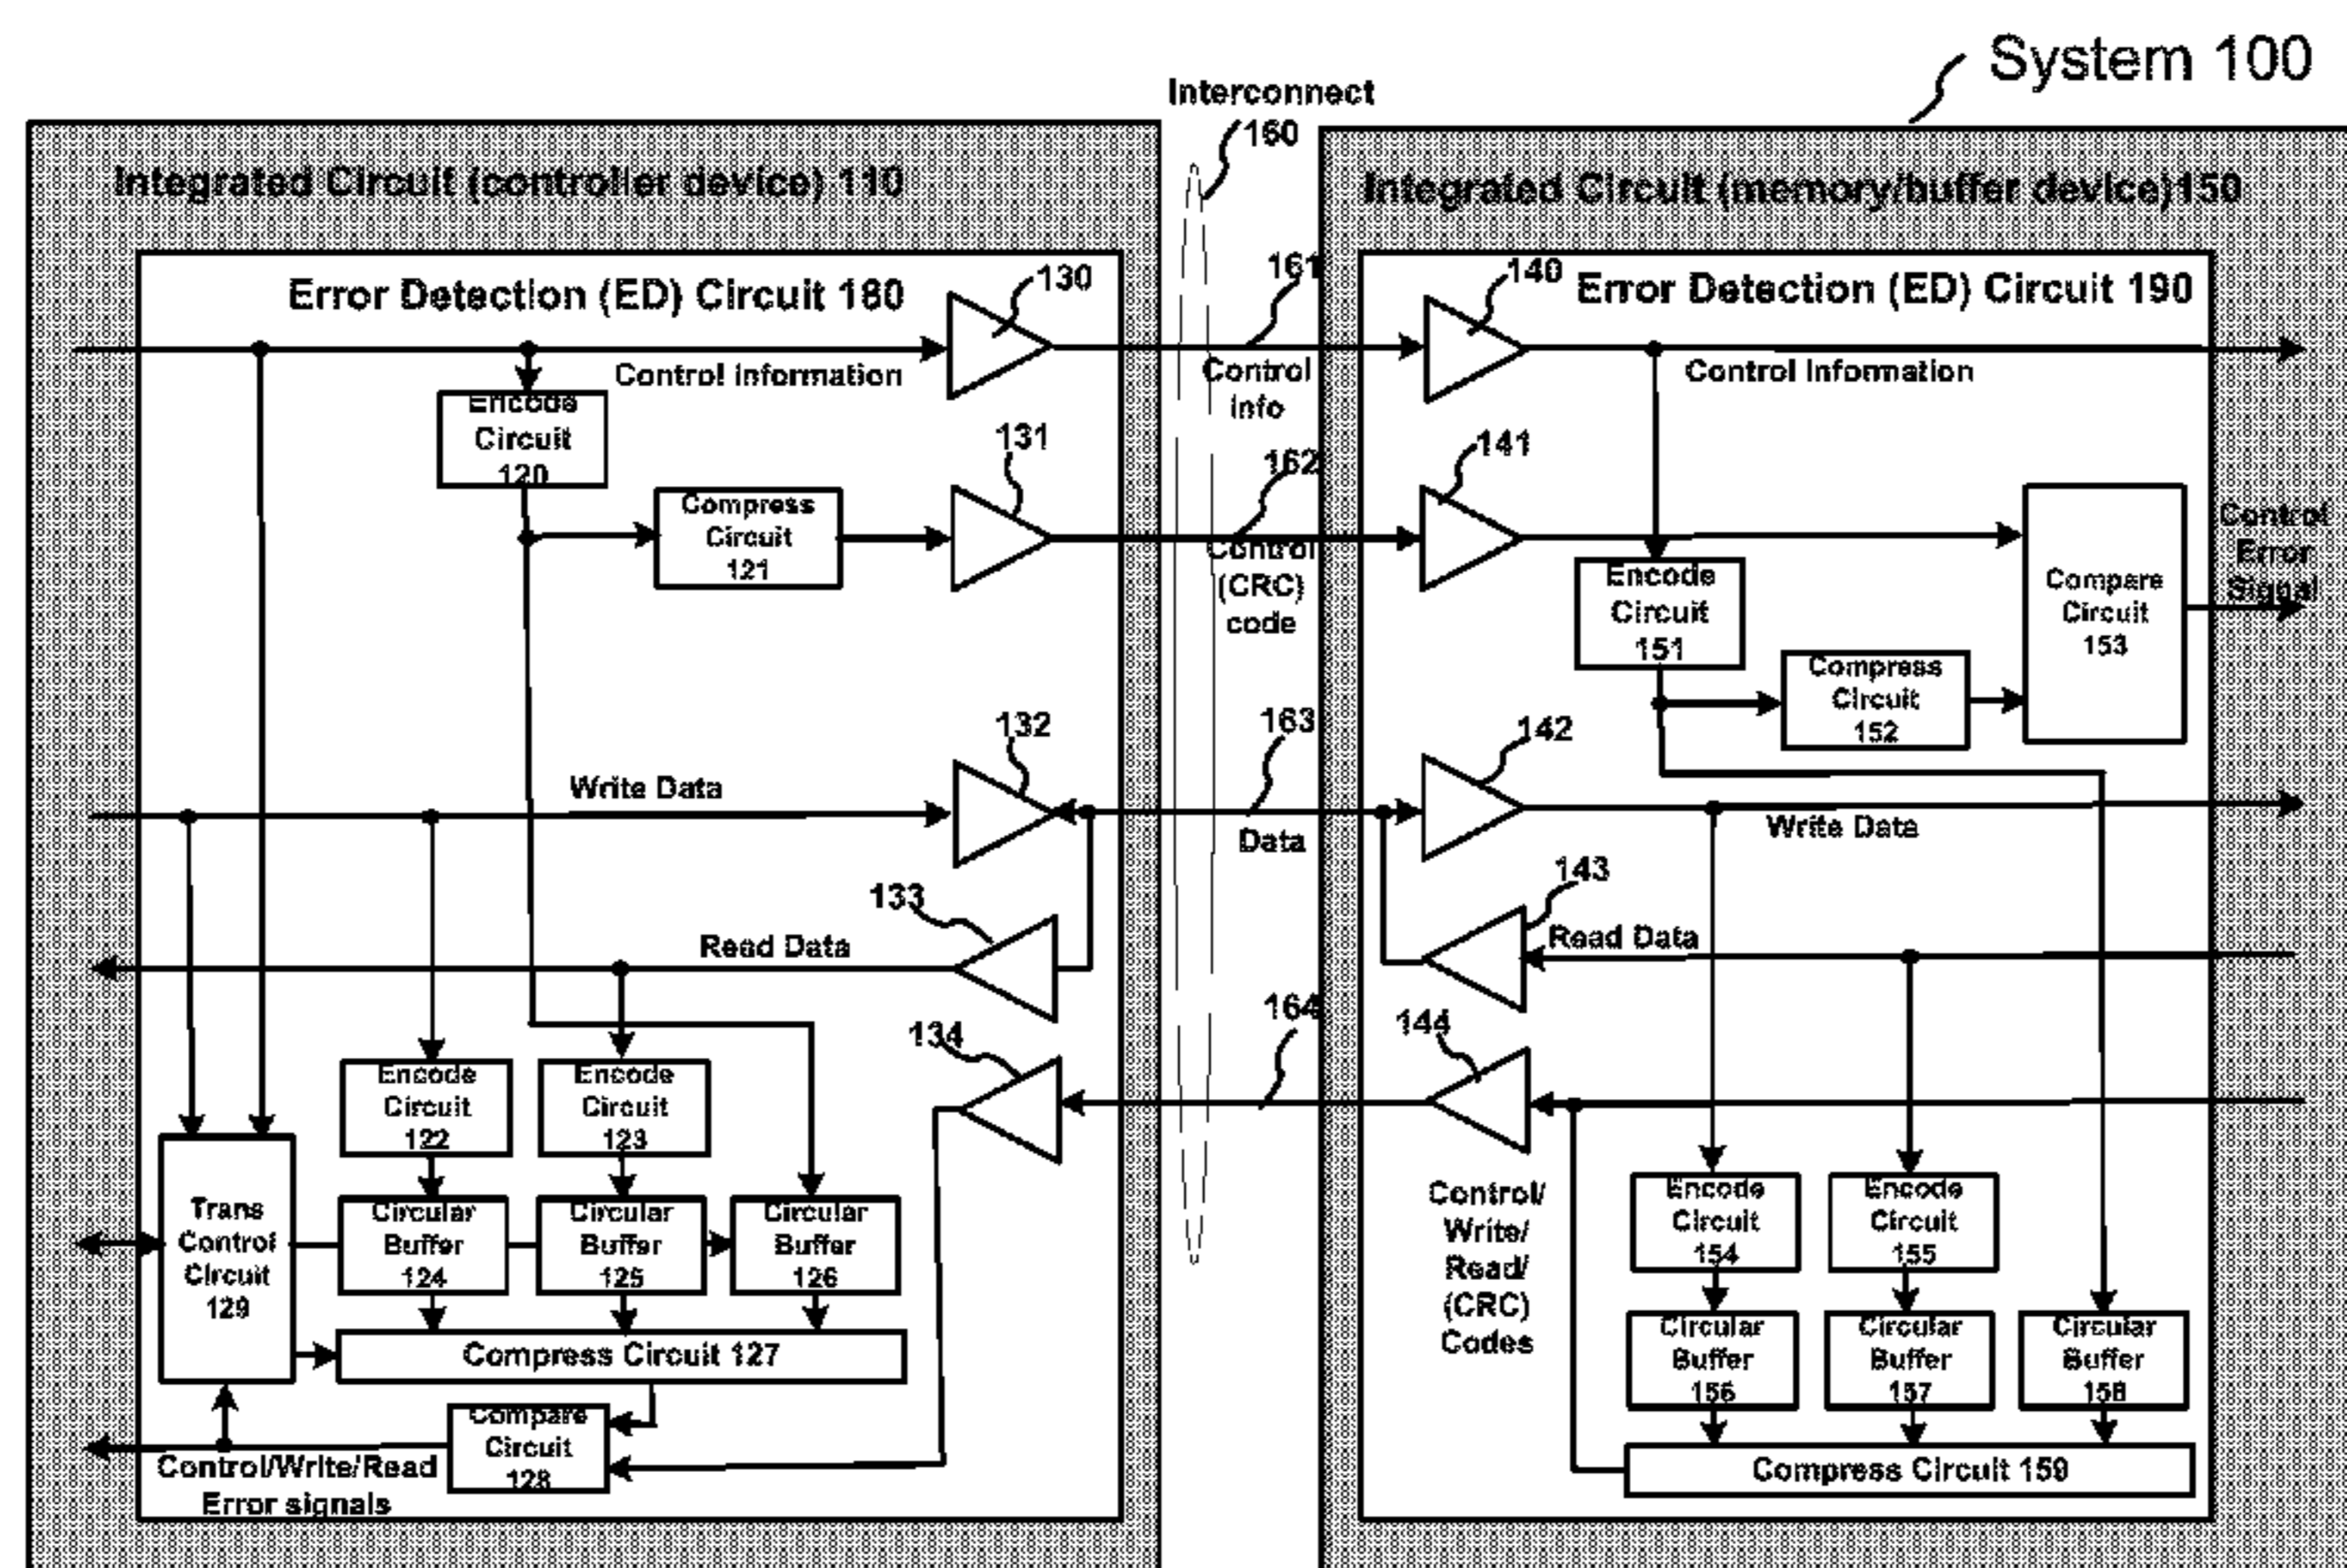 System 100
Interconnect
160
Integrated Circuit (controller device) 110
Integrated Circuit (memory/buffer device)150
Error Detection (ED) Circuit 180
130
161
140
Error Detection (ED) Circuit 190
Control Information
Control
Info
Control Information
Encode
Circuit
120
131
162
141
Compress
Circuit
121
Control
(CRC)
code
Encode
Circuit
151
Compare
Circuit
153
Control
Error
Signal
Compress
Circuit
152
132
163
142
Write Data
Data
Write Data
133
143
Read Data
Read Data
134
164
144
Encode
Circuit
122
Encode
Circuit
123
Trans
Control
Circuit
129
Circular
Buffer
124
Circular
Buffer
125
Circular
Buffer
126
Control/
Write/
Read/
(CRC)
Codes
Encode
Circuit
154
Encode
Circuit
155
Circular
Buffer
156
Circular
Buffer
157
Circular
Buffer
158
Compress Circuit 127
Compare
Circuit
128
Compress Circuit 159
Control/Write/Read
Error signals